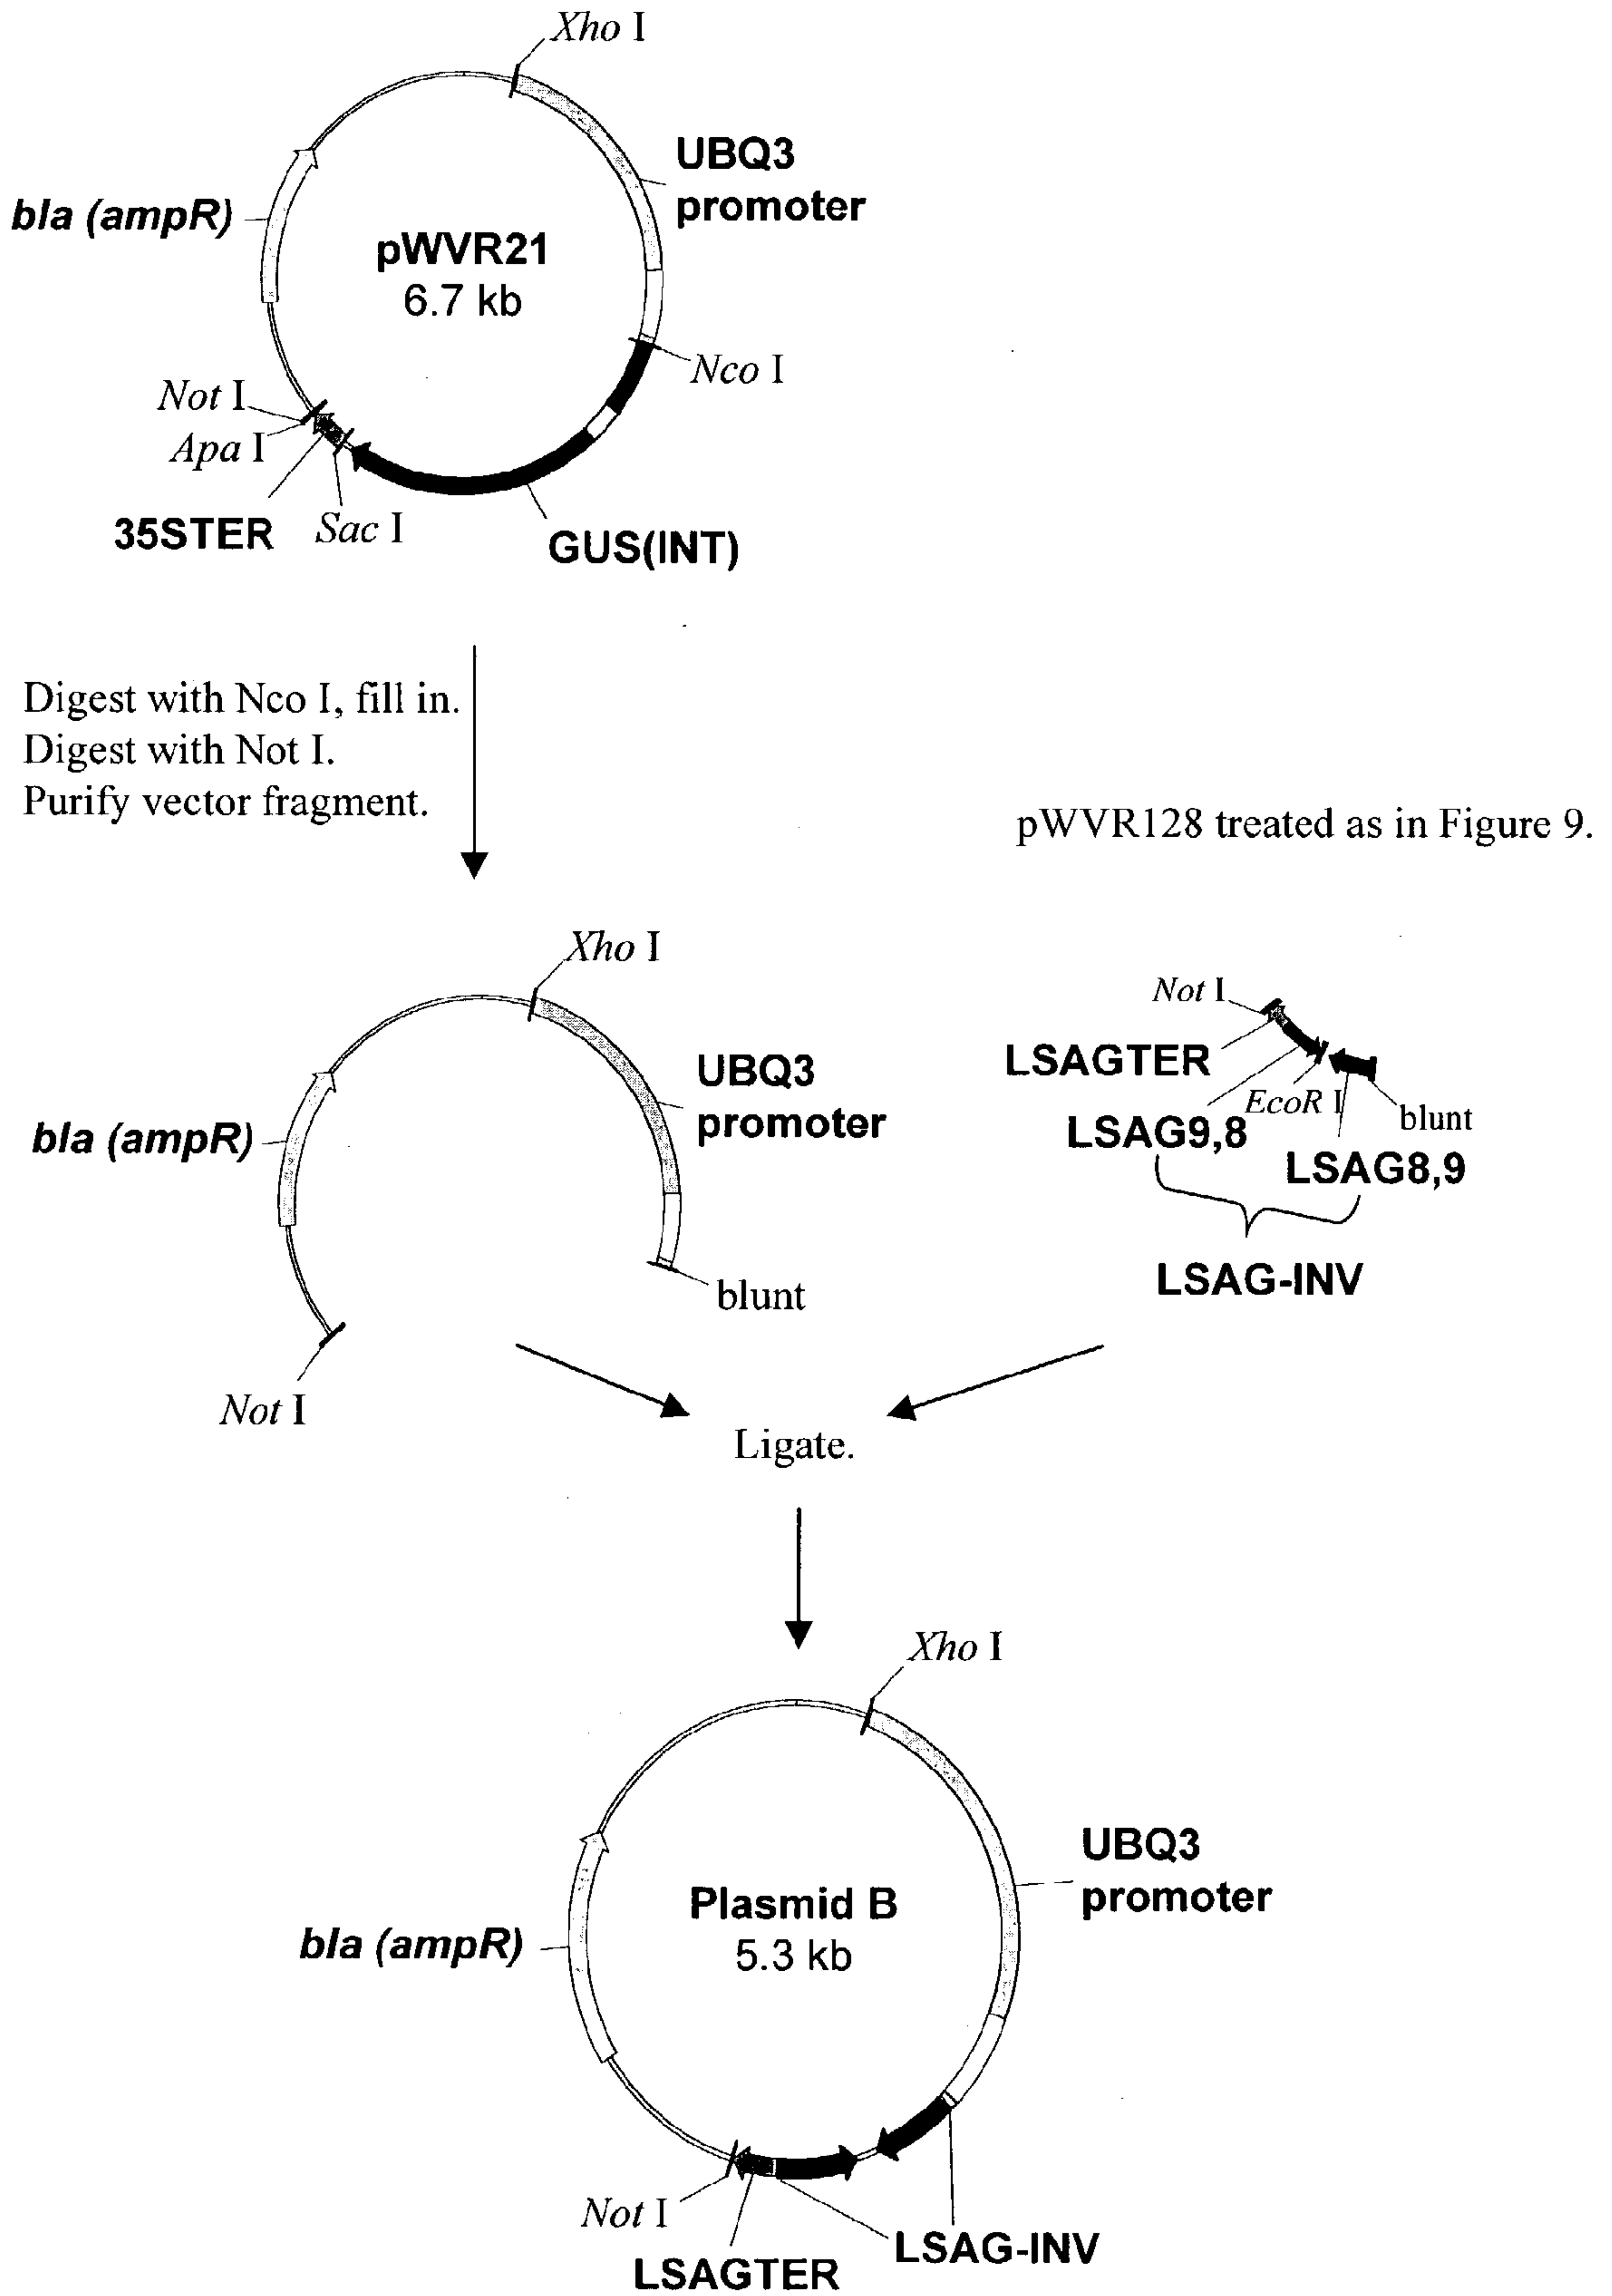 Xho I
UBQ3
promoter
bla (ampR)
pWVR21
6.7 kb
Nco I
Not I
Apa I
35STER
Sac I
GUS(INT)
Digest with Nco I, fill in.
Digest with Not I.
Purify vector fragment.
pWVR128 treated as in Figure 9.
Xho I
UBQ3
promoter
bla (ampR)
blunt
Not I
Not I
LSAGTER
EcoR I
blunt
LSAG9,8
LSAG8,9
LSAG-INV
Ligate.
Xho I
UBQ3
promoter
Plasmid B
5.3 kb
bla (ampR)
Not I
LSAG-INV
LSAGTER